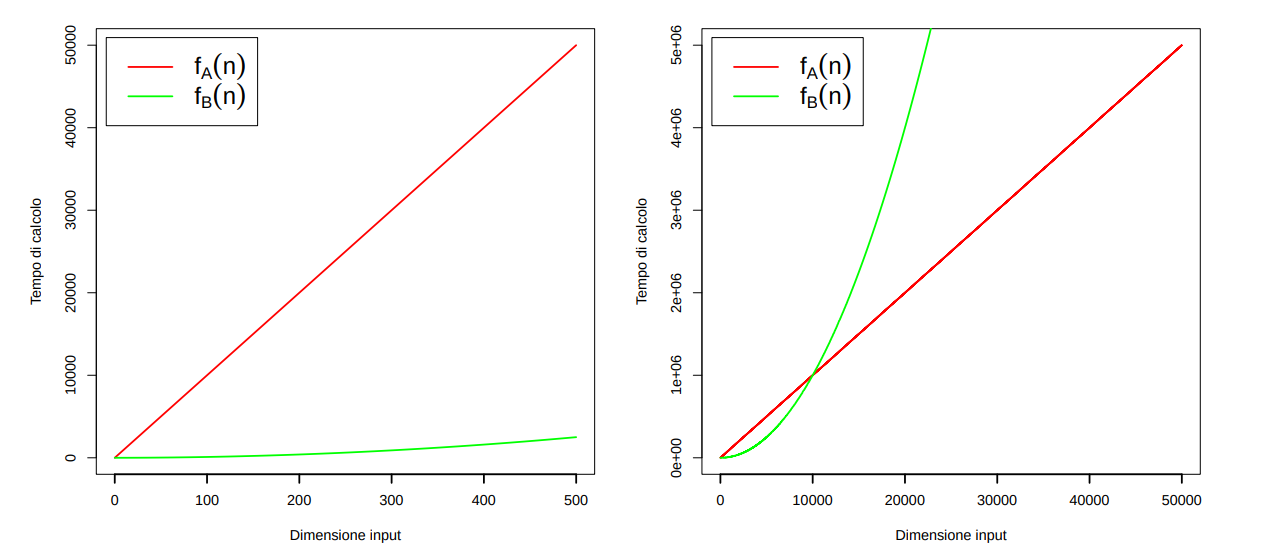 fA(n)
fB(n)
Tempo di calcolo
50000
40000
30000
20000
10000
0
0 100 200 300 400 500
Dimensione input
fA(n)
fB(n)
Tempo di calcolo
5e+06
4e+06
3e+06
2e+06
1e+06
0e+00
0 10000 20000 30000 40000 50000
Dimensione input